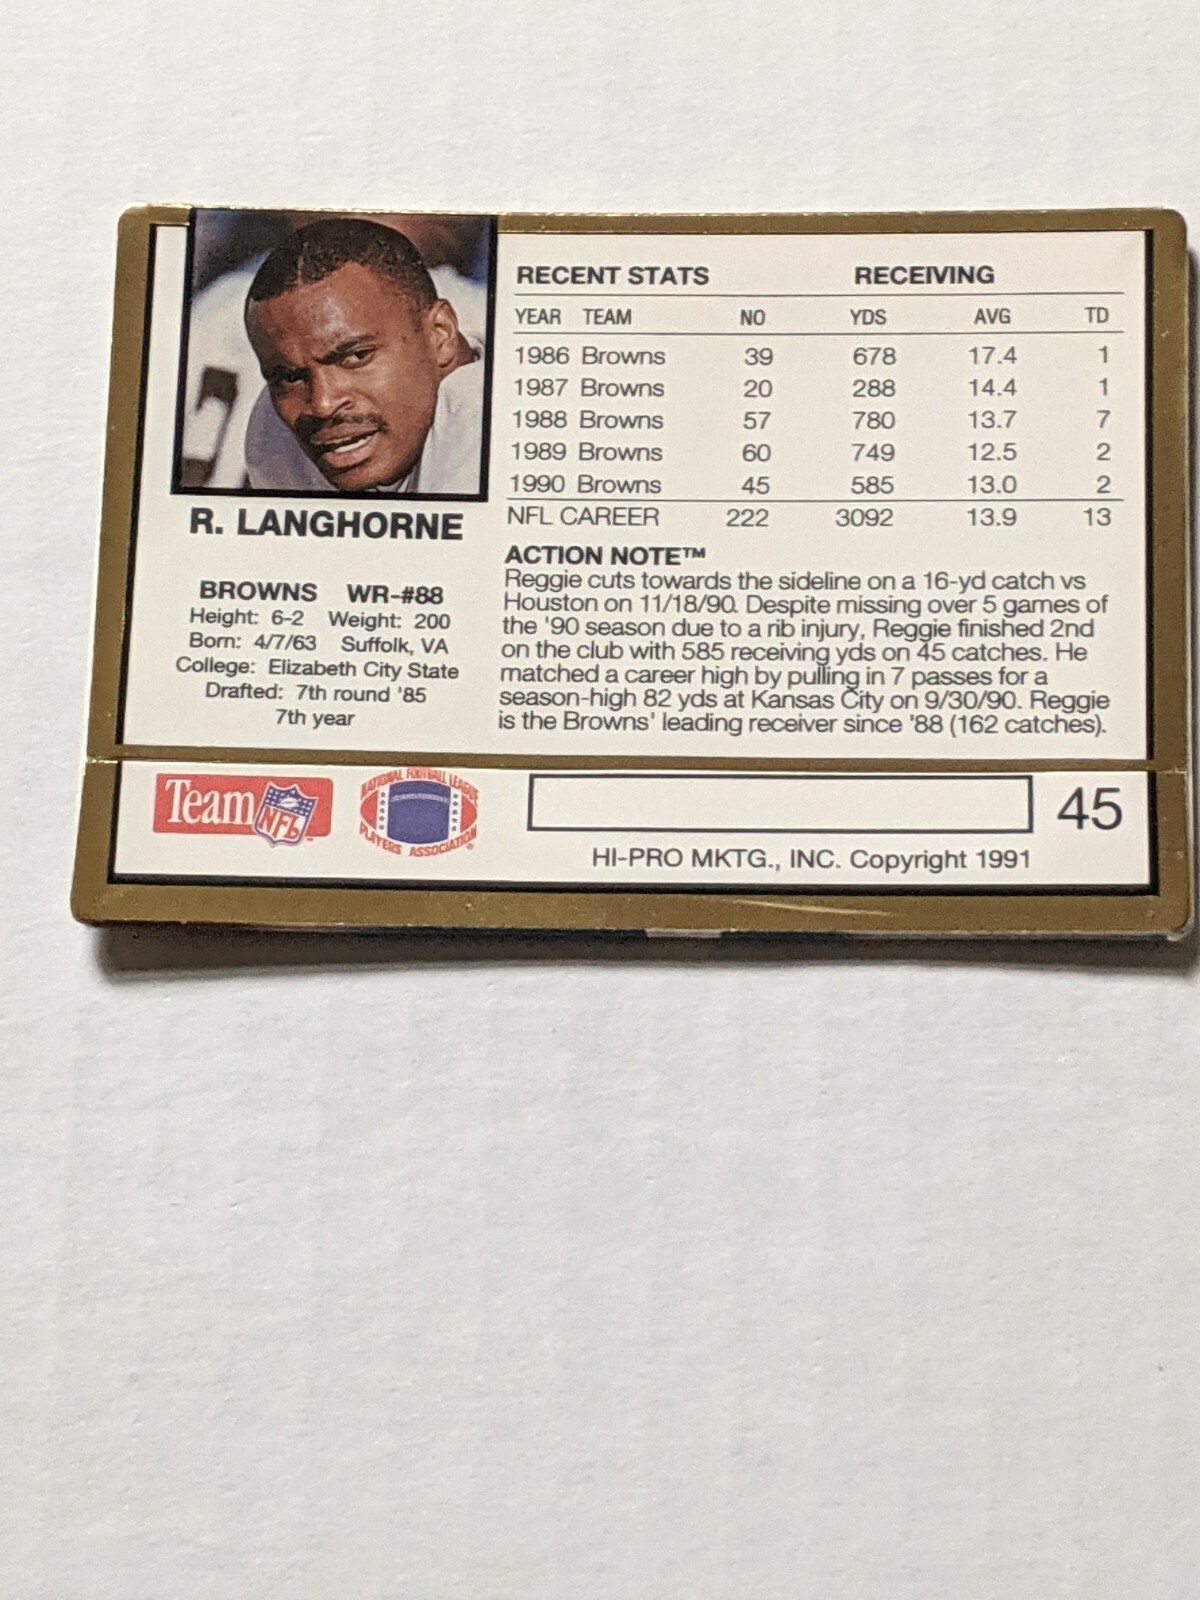 R. LANGHORNE
BROWNS WR-#88
Height: 6-2 Weight: 200
Born: 4/7/63 Suffolk, VA
College: Elizabeth City State
Drafted: 7th round '85
7th year
RECENT STATS RECEIVING
YEAR TEAM NO YDS AVG TD
1986 Browns 39 678 17.4 1
1987 Browns 20 288 14.4 1
1988 Browns 57 780 13.7 7
1989 Browns 60 749 12.5 2
1990 Browns 45 585 13.0 2
NFL CAREER 222 3092 13.9 13
ACTION NOTE™
Reggie cuts towards the sideline on a 16-yd catch vs
Houston on 11/18/90. Despite missing over 5 games of
the '90 season due to a rib injury, Reggie finished 2nd
on the club with 585 receiving yds on 45 catches. He
matched a career high by pulling in 7 passes for a
season-high 82 yds at Kansas City on 9/30/90. Reggie
is the Browns' leading receiver since '88 (162 catches).
Team NFL™
NATIONAL FOOTBALL LEAGUE
PLAYERS ASSOCIATION®
45
HI-PRO MKTG., INC. Copyright 1991